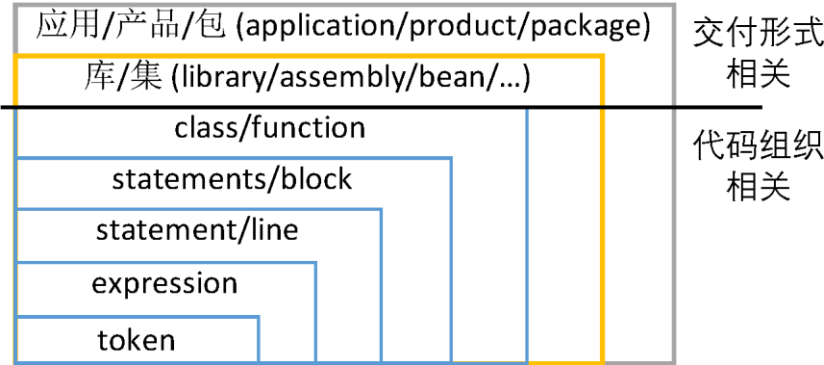 应用/产品/包 (application/product/package)
库/集 (library/assembly/bean/…)
class/function
statements/block
statement/line
expression
token
交付形式
相关
代码组织
相关